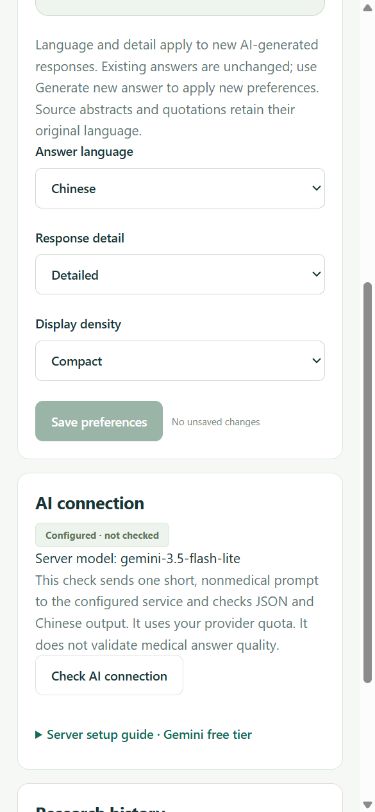 Language and detail apply to new AI-generated
responses. Existing answers are unchanged; use
Generate new answer to apply new preferences.
Source abstracts and quotations retain their
original language.
Answer language
Chinese
Response detail
Detailed
Display density
Compact
Save preferences No unsaved changes
AI connection
Configured · not checked
Server model: gemini-3.5-flash-lite
This check sends one short, nonmedical prompt
to the configured service and checks JSON and
Chinese output. It uses your provider quota. It
does not validate medical answer quality.
Check AI connection
Server setup guide · Gemini free tier